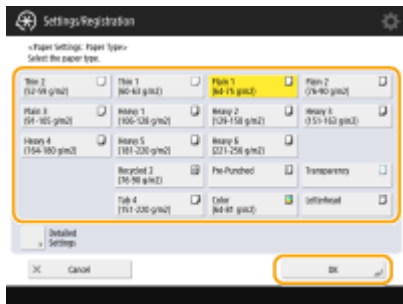 Settings/Registration
<Paper Settings: Paper Type>
Select the paper type.
Thin 2
(52-59 g/m2)
Thin 1
(60-63 g/m2)
Plain 1
(64-75 g/m2)
Plain 2
(76-90 g/m2)
Plain 3
(91-105 g/m2)
Heavy 1
(106-128 g/m2)
Heavy 2
(129-150 g/m2)
Heavy 3
(151-163 g/m2)
Heavy 4
(164-180 g/m2)
Heavy 5
(181-220 g/m2)
Heavy 6
(221-256 g/m2)
Recycled 2
(76-90 g/m2)
Pre-Punched
Transparency
Tab 4
(151-220 g/m2)
Color
(64-81 g/m2)
Letterhead
Detailed
Settings
Cancel
OK